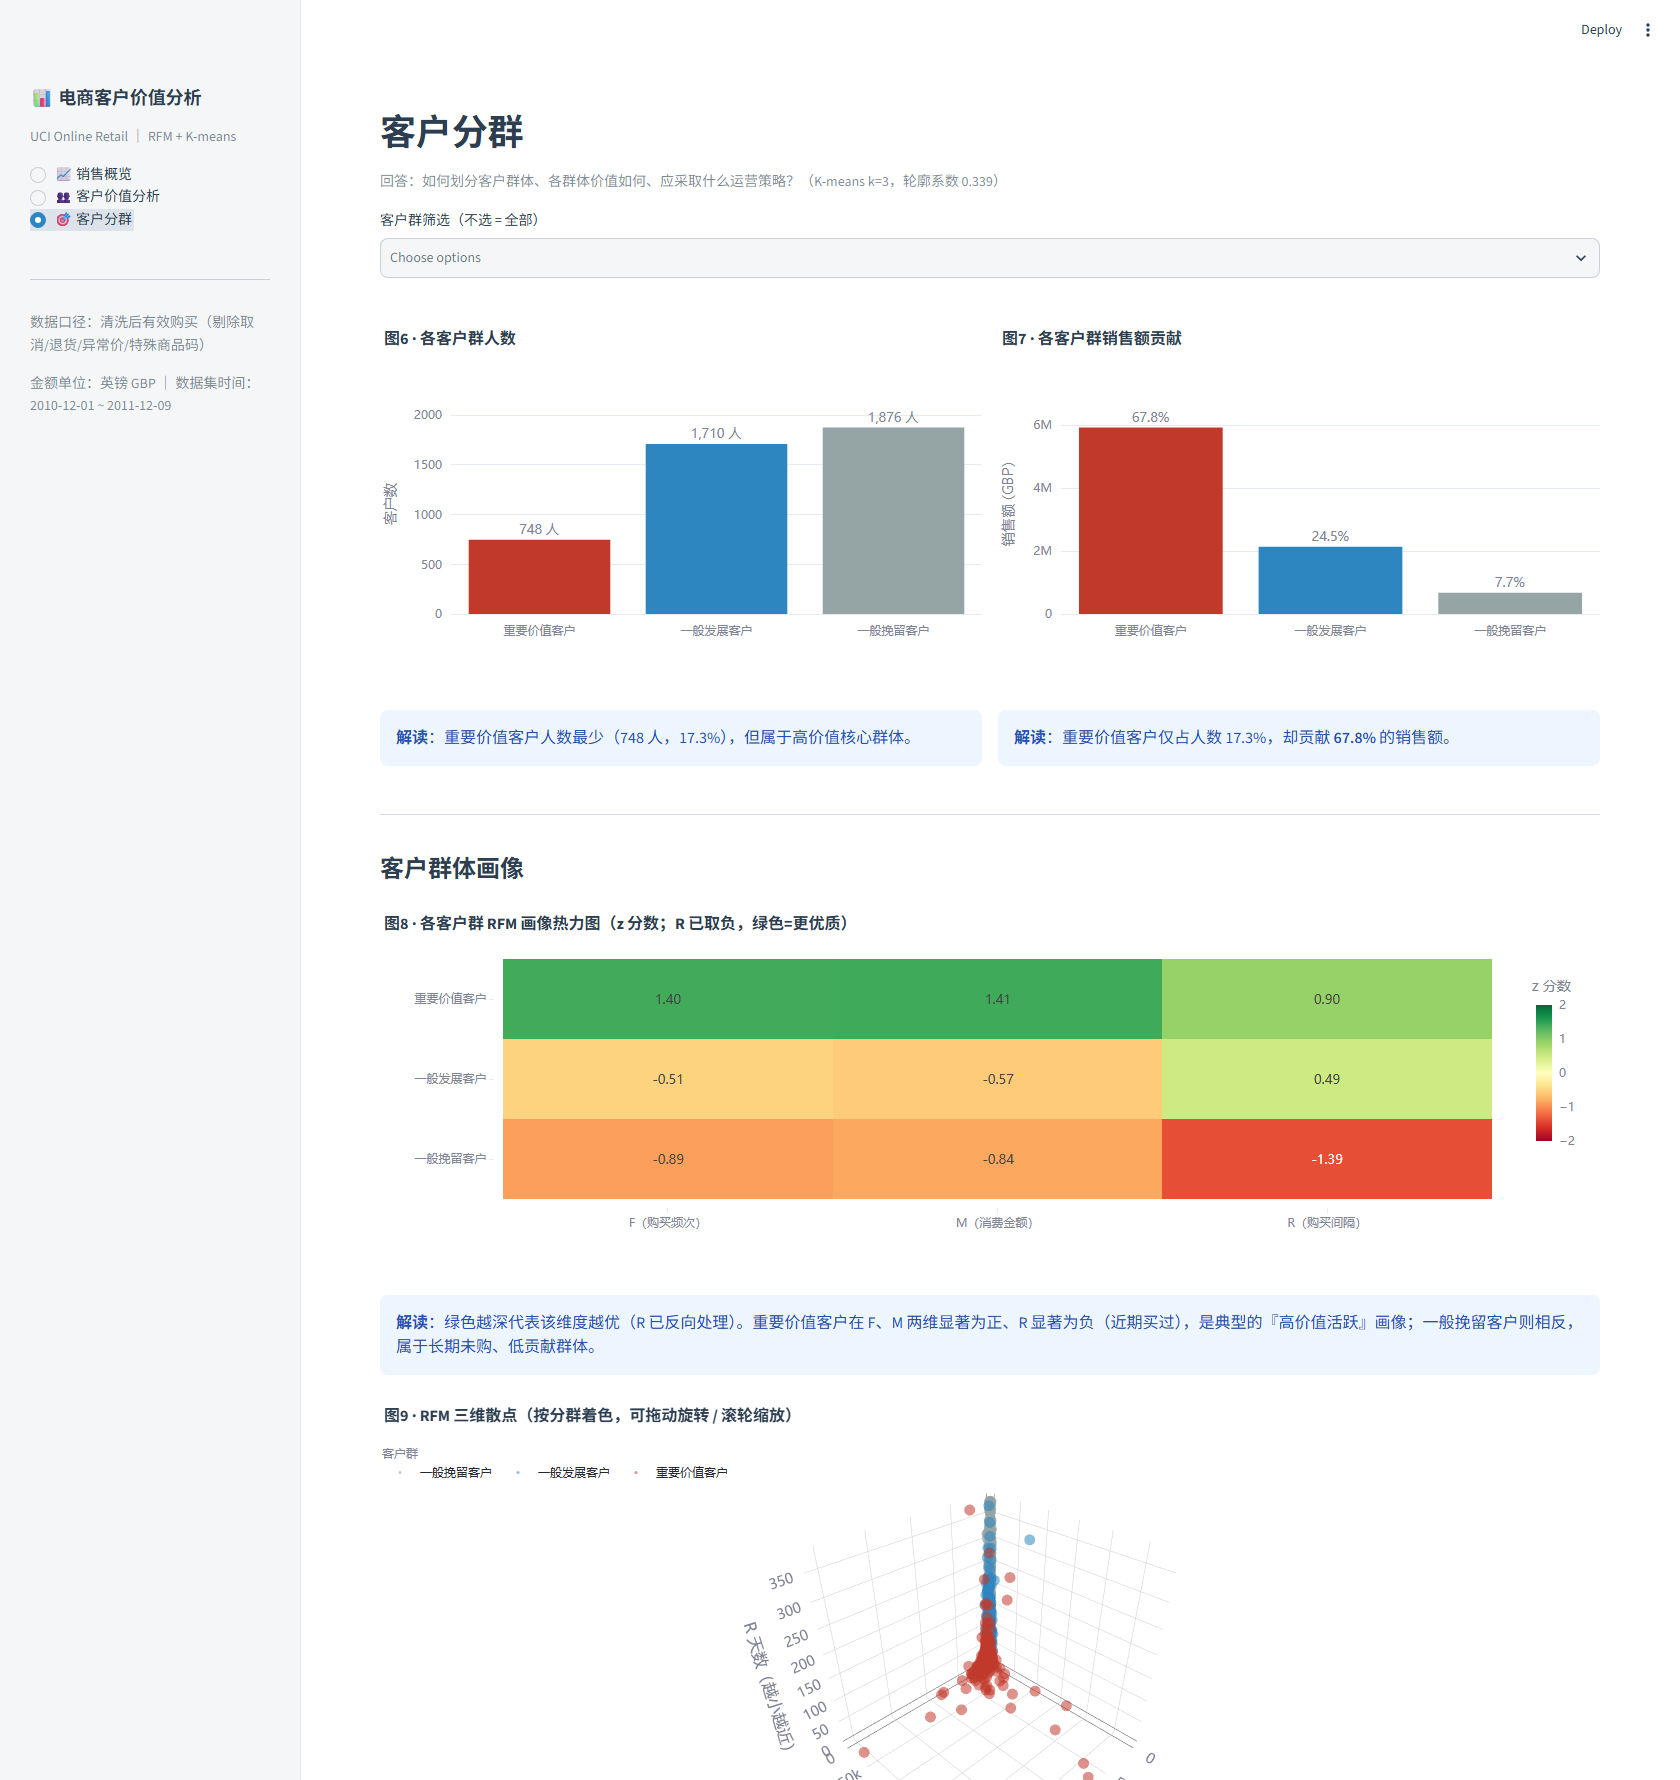 Deploy
电商客户价值分析
UCI Online Retail ｜ RFM + K-means
销售概览
客户价值分析
客户分群
数据口径：清洗后有效购买（剔除取
消/退货/异常价/特殊商品码）
金额单位：英镑 GBP ｜ 数据集时间：
2010-12-01 ~ 2011-12-09
客户分群
回答：如何划分客户群体、各群体价值如何、应采取什么运营策略？（K-means k=3，轮廓系数 0.339）
客户群筛选（不选 = 全部）
Choose options
图6 · 各客户群人数
2000
1500
1000
500
0
客户数
748 人
1,710 人
1,876 人
重要价值客户
一般发展客户
一般挽留客户
图7 · 各客户群销售额贡献
6M
4M
2M
0
销售额 (GBP)
67.8%
24.5%
7.7%
重要价值客户
一般发展客户
一般挽留客户
解读：重要价值客户人数最少（748 人，17.3%），但属于高价值核心群体。
解读：重要价值客户仅占人数 17.3%，却贡献 67.8% 的销售额。
客户群体画像
图8 · 各客户群 RFM 画像热力图（z 分数；R 已取负，绿色=更优质）
重要价值客户
1.40
1.41
0.90
一般发展客户
-0.51
-0.57
0.49
一般挽留客户
-0.89
-0.84
-1.39
F（购买频次）
M（消费金额）
R（购买间隔）
z 分数
2
1
0
−1
−2
解读：绿色越深代表该维度越优（R 已反向处理）。重要价值客户在 F、M 两维显著为正、R 显著为负（近期买过），是典型的『高价值活跃』画像；一般挽留客户则相反，
属于长期未购、低贡献群体。
图9 · RFM 三维散点（按分群着色，可拖动旋转 / 滚轮缩放）
客户群
一般挽留客户
一般发展客户
重要价值客户
350
300
250
200
150
100
50
0
R 天数（越小越近）
0
0